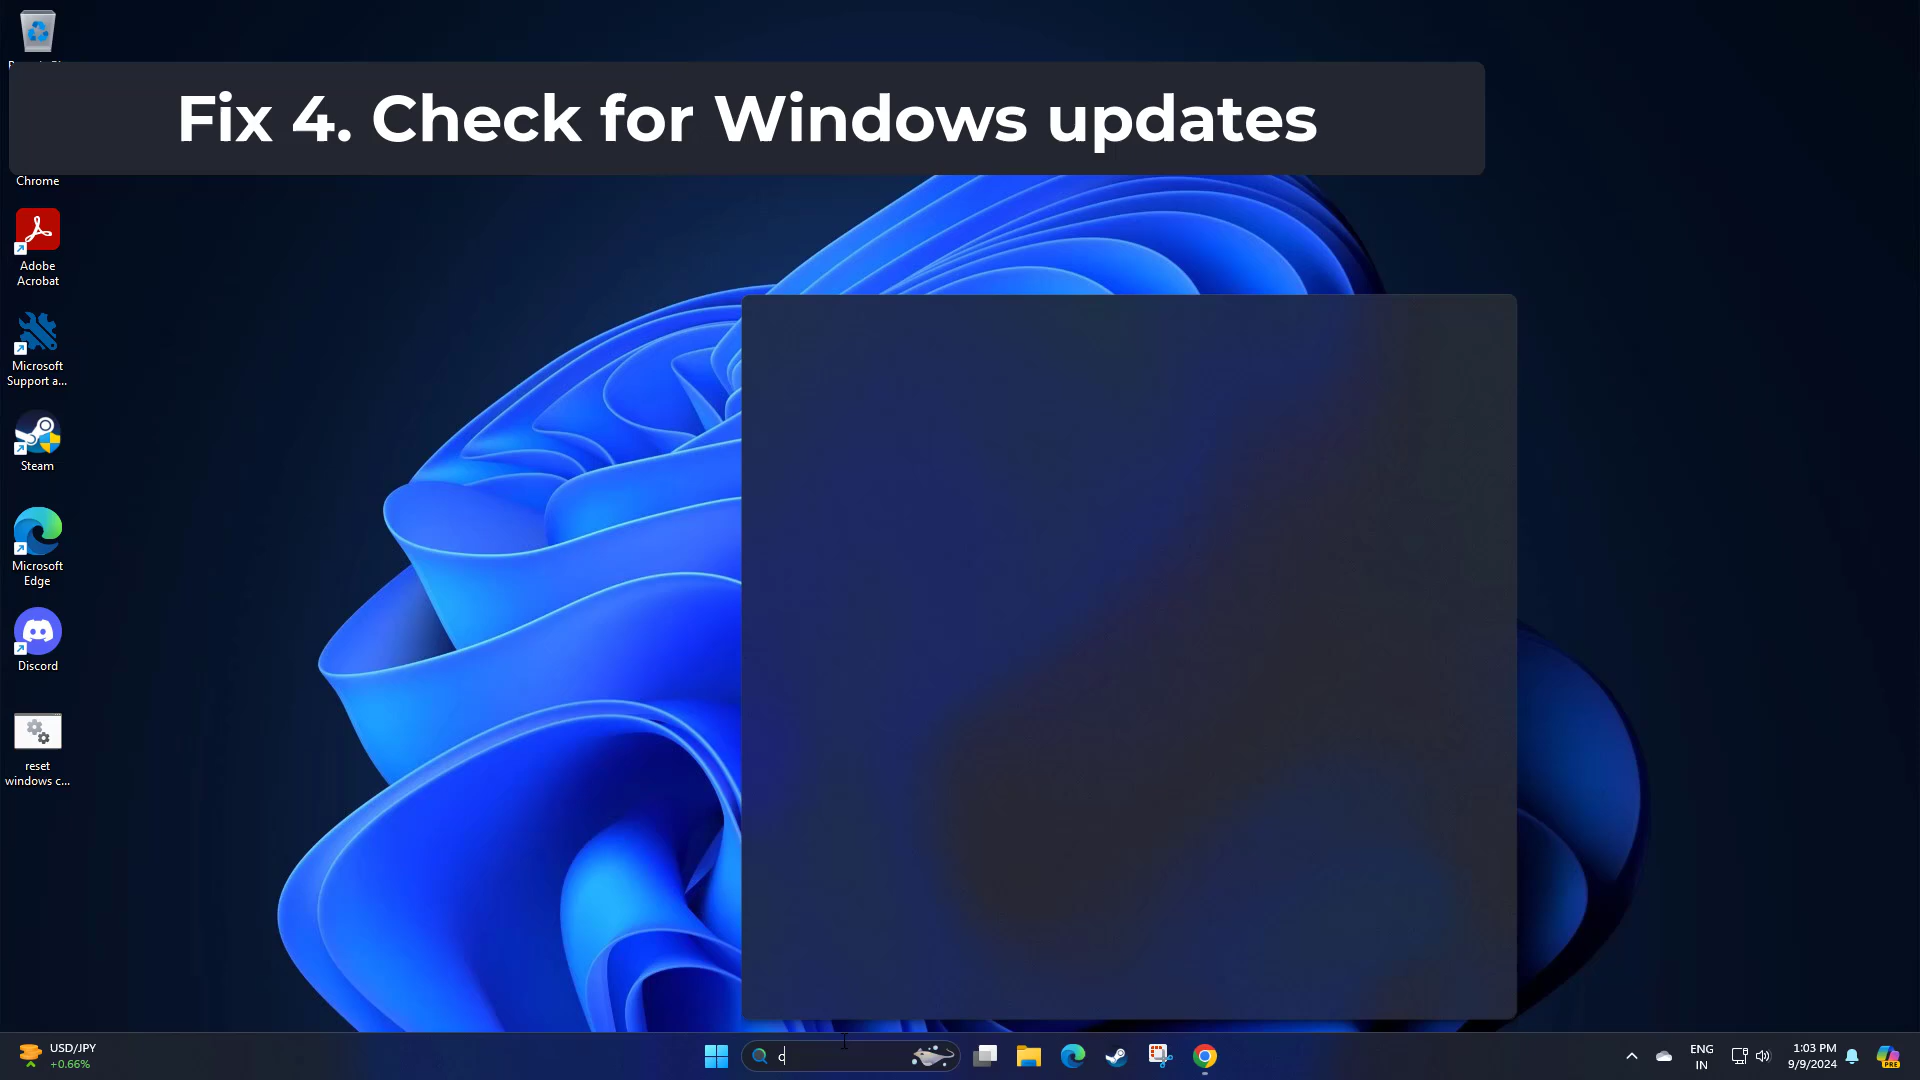 Fix 4. Check for Windows updates
Chrome
Adobe
Acrobat
Microsoft
Support a...
Steam
Microsoft
Edge
Discord
reset
windows c...
USD/JPY
+0.66%
c
ENG
IN
1:03 PM
9/9/2024
PRE